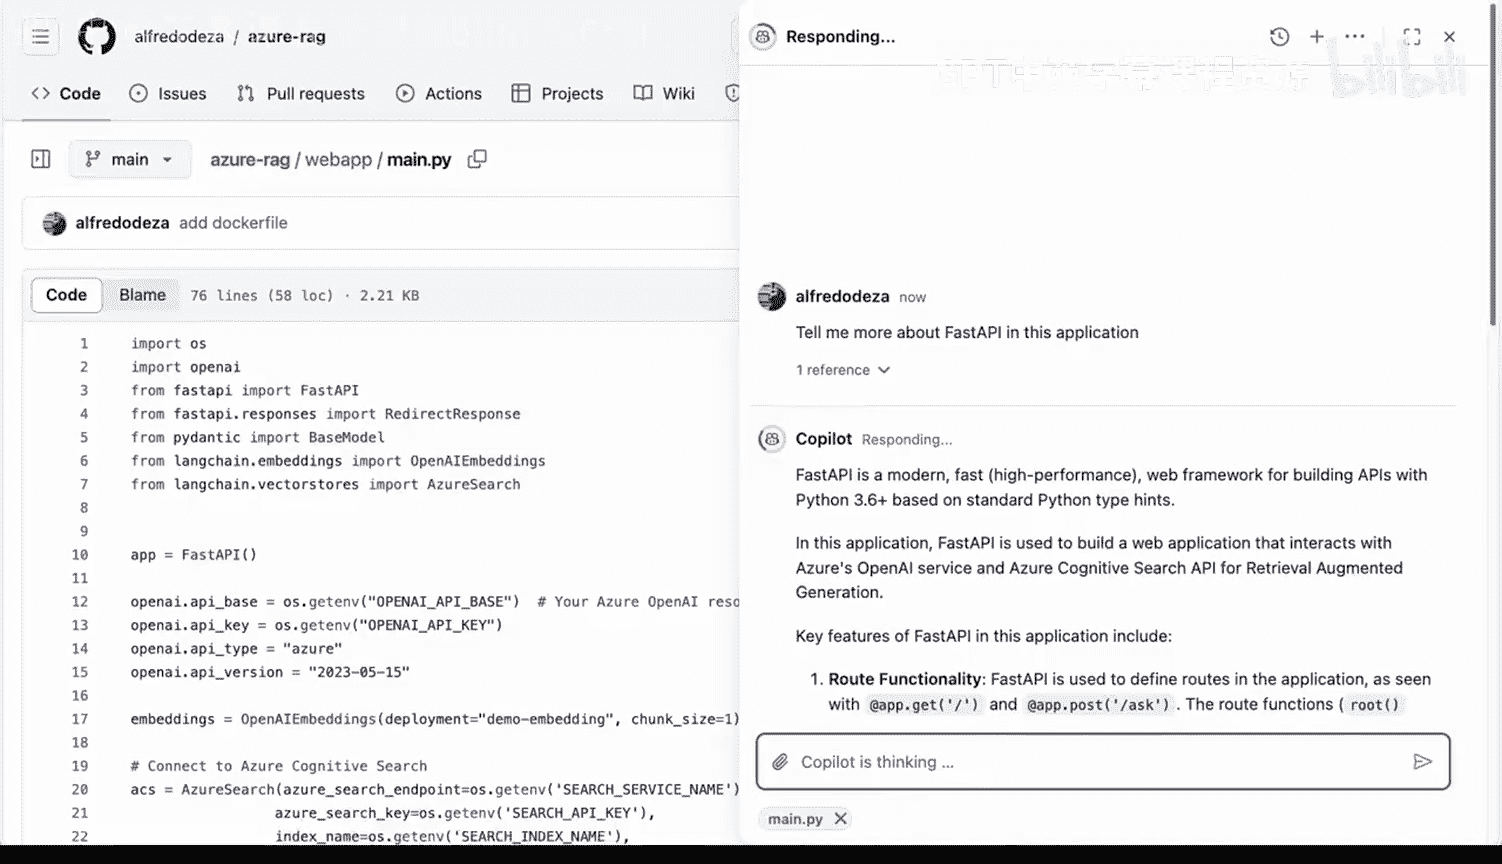 alfredodeza / azure-rag
Code Issues Pull requests Actions Projects Wiki
main azure-rag / webapp / main.py
alfredodeza add dockerfile
Code Blame 76 lines (58 loc) · 2.21 KB
1 import os
2 import openai
3 from fastapi import FastAPI
4 from fastapi.responses import RedirectResponse
5 from pydantic import BaseModel
6 from langchain.embeddings import OpenAIEmbeddings
7 from langchain.vectorstores import AzureSearch
8
9
10 app = FastAPI()
11
12 openai.api_base = os.getenv("OPENAI_API_BASE") # Your Azure OpenAI reso
13 openai.api_key = os.getenv("OPENAI_API_KEY")
14 openai.api_type = "azure"
15 openai.api_version = "2023-05-15"
16
17 embeddings = OpenAIEmbeddings(deployment="demo-embedding", chunk_size=1)
18
19 # Connect to Azure Cognitive Search
20 acs = AzureSearch(azure_search_endpoint=os.getenv('SEARCH_SERVICE_NAME')
21 azure_search_key=os.getenv('SEARCH_API_KEY'),
22 index_name=os.getenv('SEARCH_INDEX_NAME'),
Responding...
bilibili
alfredodeza now
Tell me more about FastAPI in this application
1 reference
Copilot Responding...
FastAPI is a modern, fast (high-performance), web framework for building APIs with
Python 3.6+ based on standard Python type hints.
In this application, FastAPI is used to build a web application that interacts with
Azure's OpenAI service and Azure Cognitive Search API for Retrieval Augmented
Generation.
Key features of FastAPI in this application include:
1. Route Functionality: FastAPI is used to define routes in the application, as seen
with @app.get('/') and @app.post('/ask') . The route functions ( root()
Copilot is thinking ...
main.py